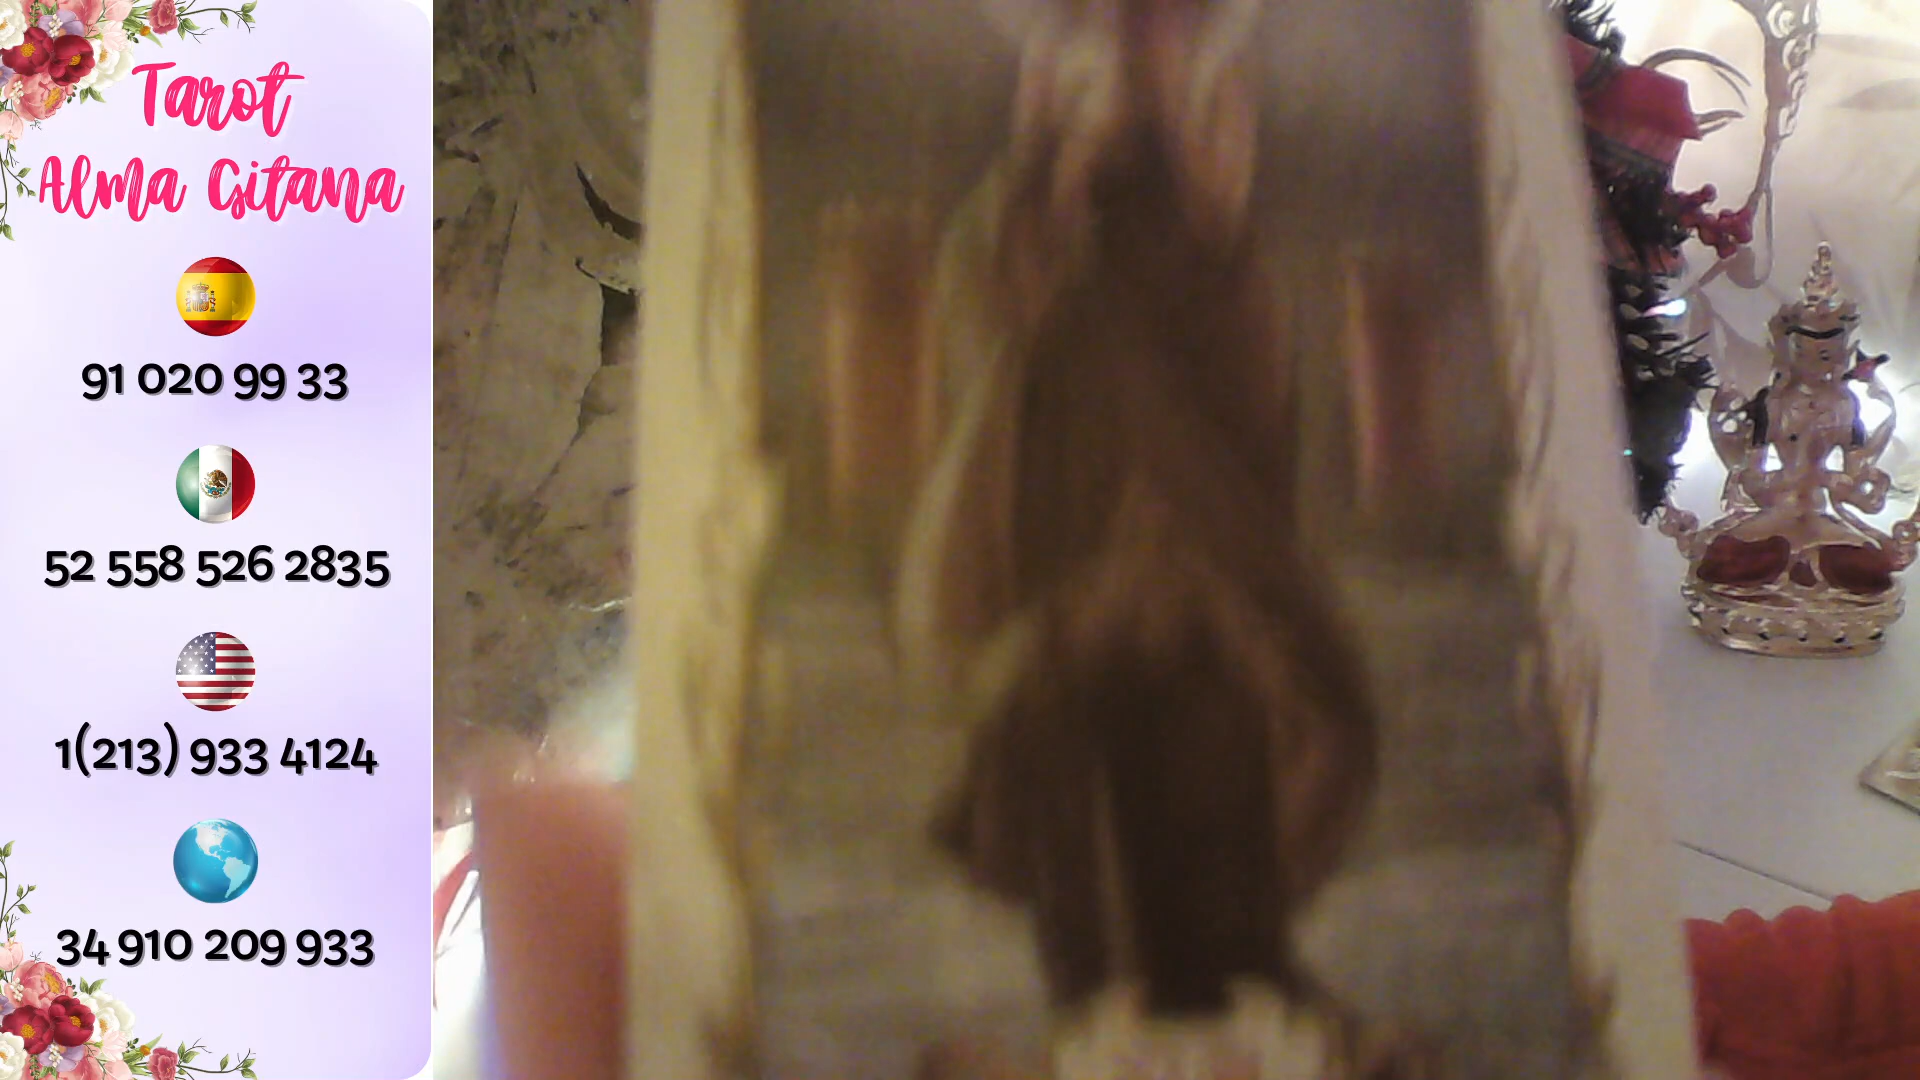 Tarot
Alma Gitana
91 020 99 33
52 558 526 2835
1(213) 933 4124
34 910 209 933